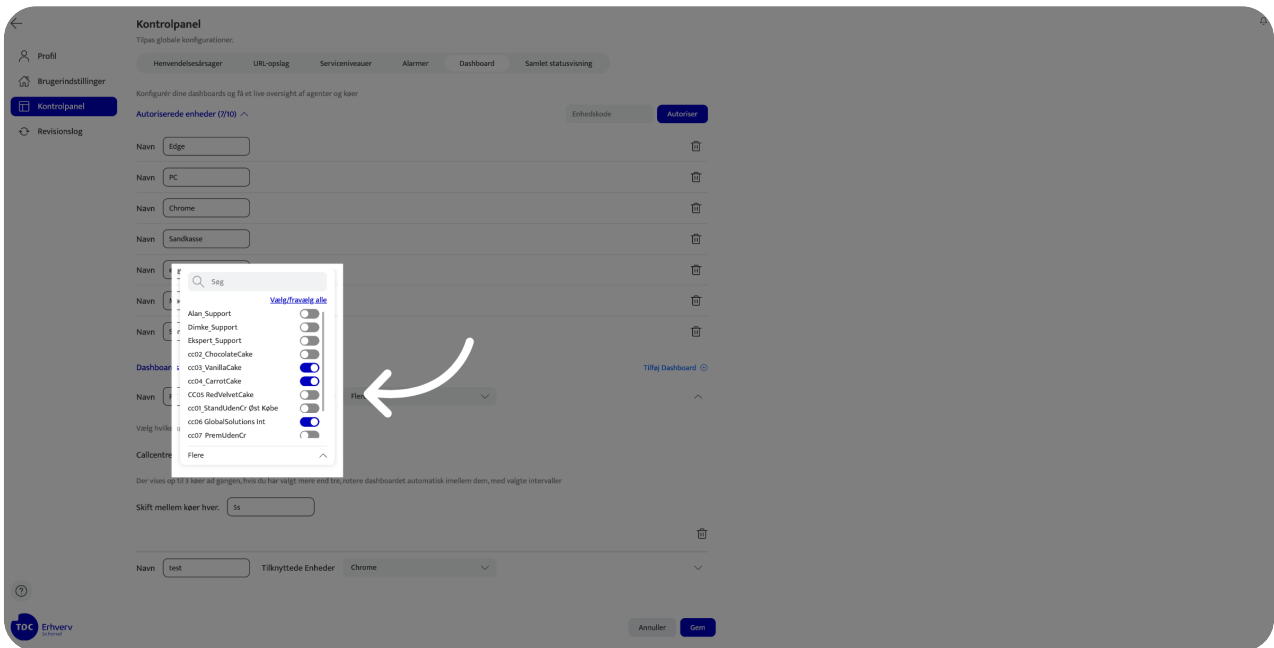 Kontrolpanel
Tilpas globale konfigurationer.
Profil
Brugerindstillinger
Kontrolpanel
Revisionslog
Henvendelsesårsager URL-opslag Serviceniveauer Alarmer Dashboard Samlet statusvisning
Konfigurér dine dashboards og få et live oversigt af agenter og køer
Autoriserede enheder (7/10) Enhedskode Autoriser
Navn Edge
Navn PC
Navn Chrome
Navn Sandkasse
Navn
Navn
Navn
Søg
Vælg/fravælg alle
Alan_Support
Dimke_Support
Ekspert_Support
cc02_ChocolateCake
cc03_VanillaCake
cc04_CarrotCake
CC05 RedVelvetCake
cc01_StandUdenCr Øst Købe
cc06 GlobalSolutions Int
cc07 PremUdenCr
Flere
Tilføj Dashboard
Navn
Vælg
Der vises op til 3 køer ad gangen, hvis du har valgt mere end tre, rotere dashboardet automatisk imellem dem, med valgte intervaller
Skift mellem køer hver. 5s
Navn test Tilknyttede Enheder Chrome
Annuller Gem
TDC Erhverv